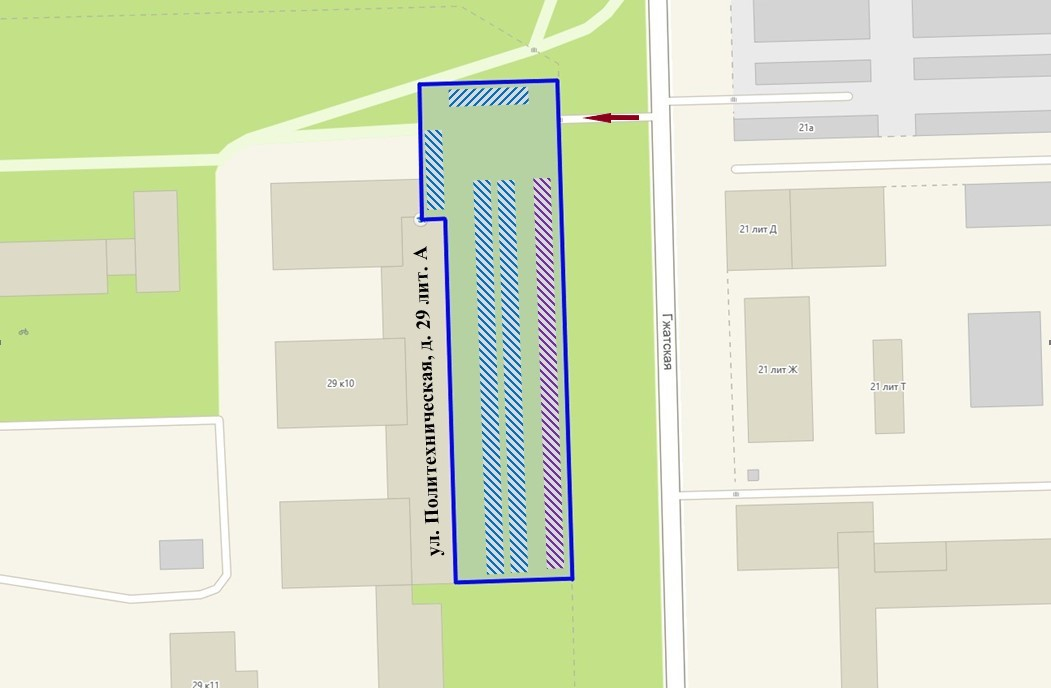 21а
21 лит Д
ул. Политехническая, д. 29 лит. А
Гжатская
29 к10
21 лит Ж
21 лит Т
29 к11